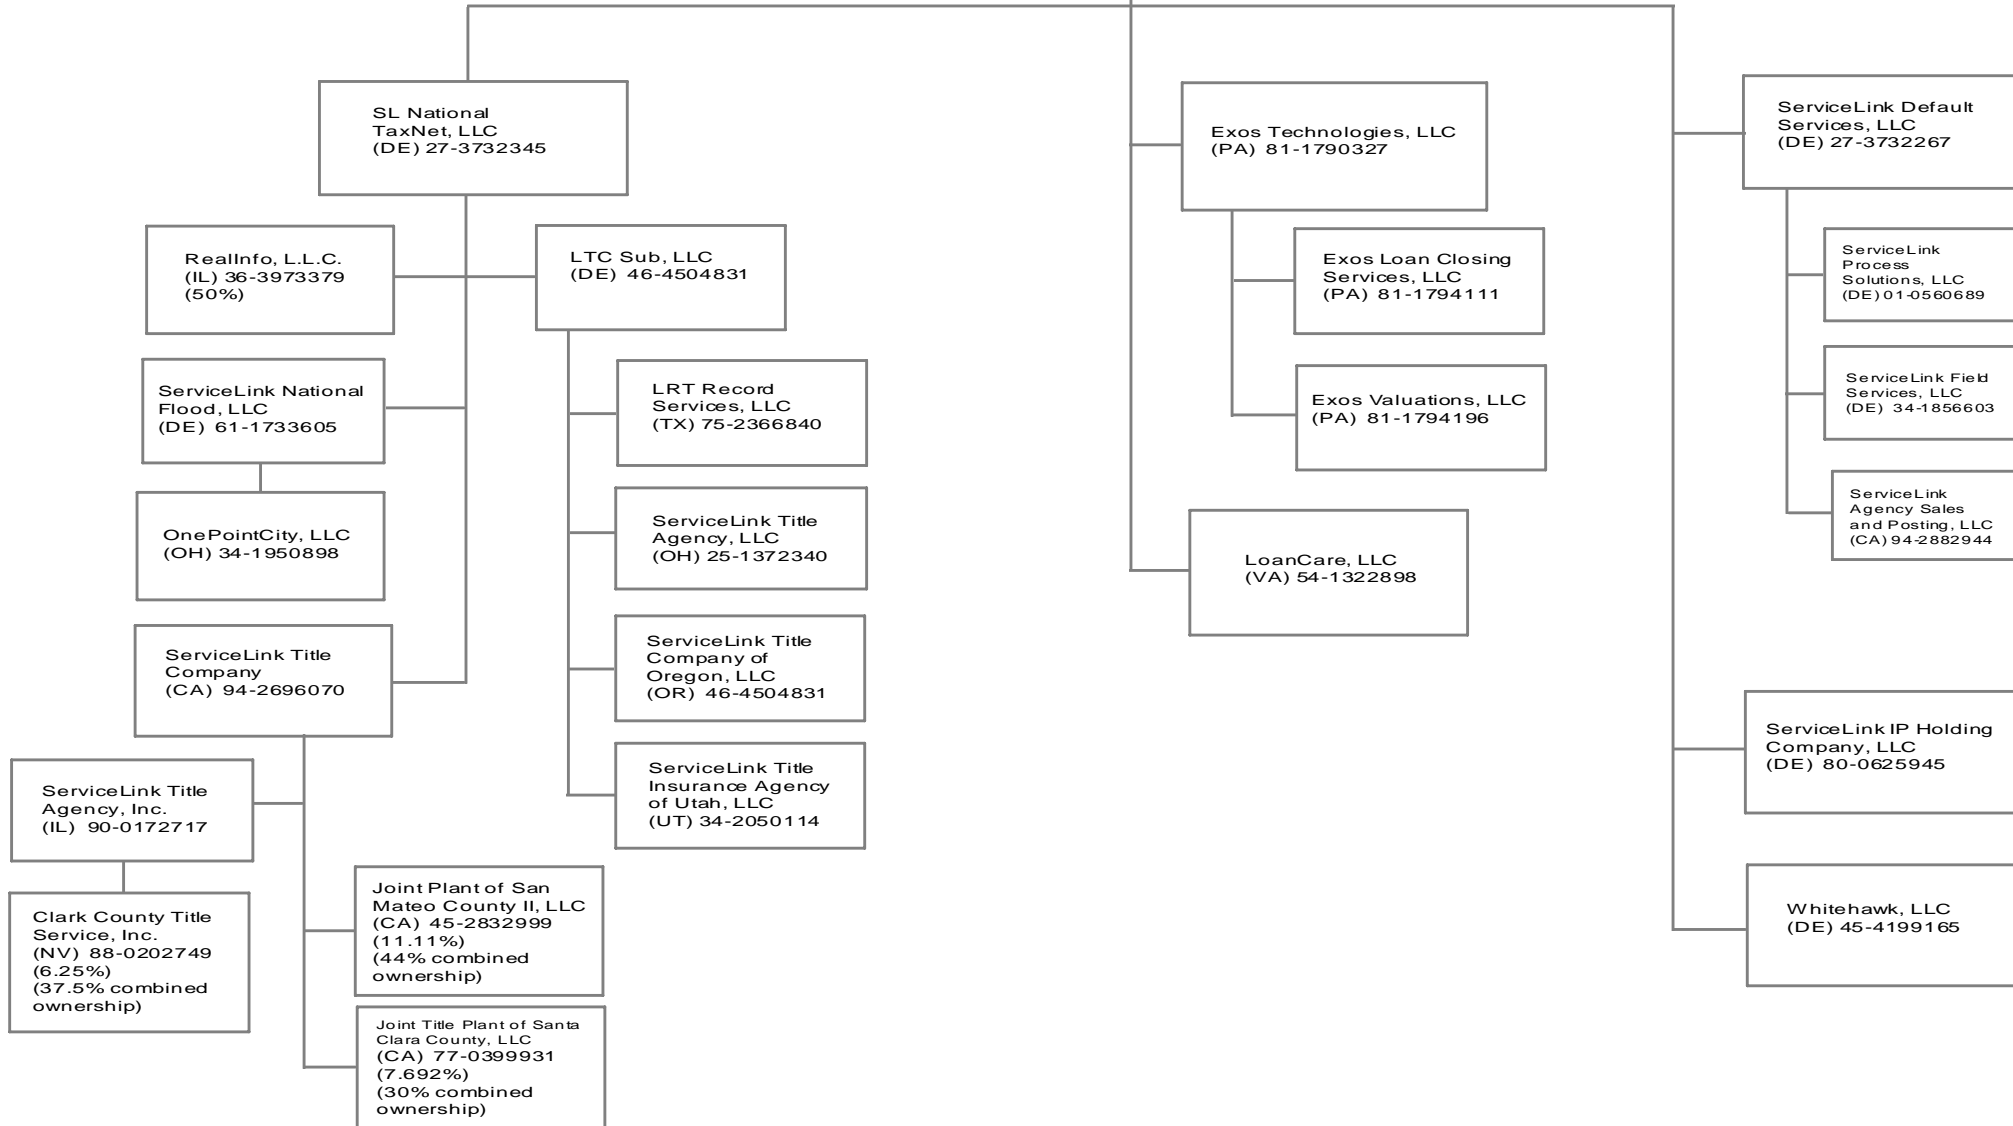 SL National
TaxNet, LLC
(DE) 27-3732345
RealInfo, L.L.C.
(IL) 36-3973379
(50%)
LTC Sub, LLC
(DE) 46-4504831
ServiceLink National
Flood, LLC
(DE) 61-1733605
OnePointCity, LLC
(OH) 34-1950898
LRT Record
Services, LLC
(TX) 75-2366840
ServiceLink Title
Agency, LLC
(OH) 25-1372340
ServiceLink Title
Company of
Oregon, LLC
(OR) 46-4504831
ServiceLink Title
Insurance Agency
of Utah, LLC
(UT) 34-2050114
ServiceLink Title
Company
(CA) 94-2696070
ServiceLink Title
Agency, Inc.
(IL) 90-0172717
Clark County Title
Service, Inc.
(NV) 88-0202749
(6.25%)
(37.5% combined
ownership)
Joint Plant of San
Mateo County II, LLC
(CA) 45-2832999
(11.11%)
(44% combined
ownership)
Joint Title Plant of Santa
Clara County, LLC
(CA) 77-0399931
(7.692%)
(30% combined
ownership)
Exos Technologies, LLC
(PA) 81-1790327
Exos Loan Closing
Services, LLC
(PA) 81-1794111
Exos Valuations, LLC
(PA) 81-1794196
LoanCare, LLC
(VA) 54-1322898
ServiceLink Default
Services, LLC
(DE) 27-3732267
ServiceLink
Process
Solutions, LLC
(DE) 01-0560689
ServiceLink Field
Services, LLC
(DE) 34-1856603
ServiceLink
Agency Sales
and Posting, LLC
(CA) 94-2882944
ServiceLink IP Holding
Company, LLC
(DE) 80-0625945
Whitehawk, LLC
(DE) 45-4199165